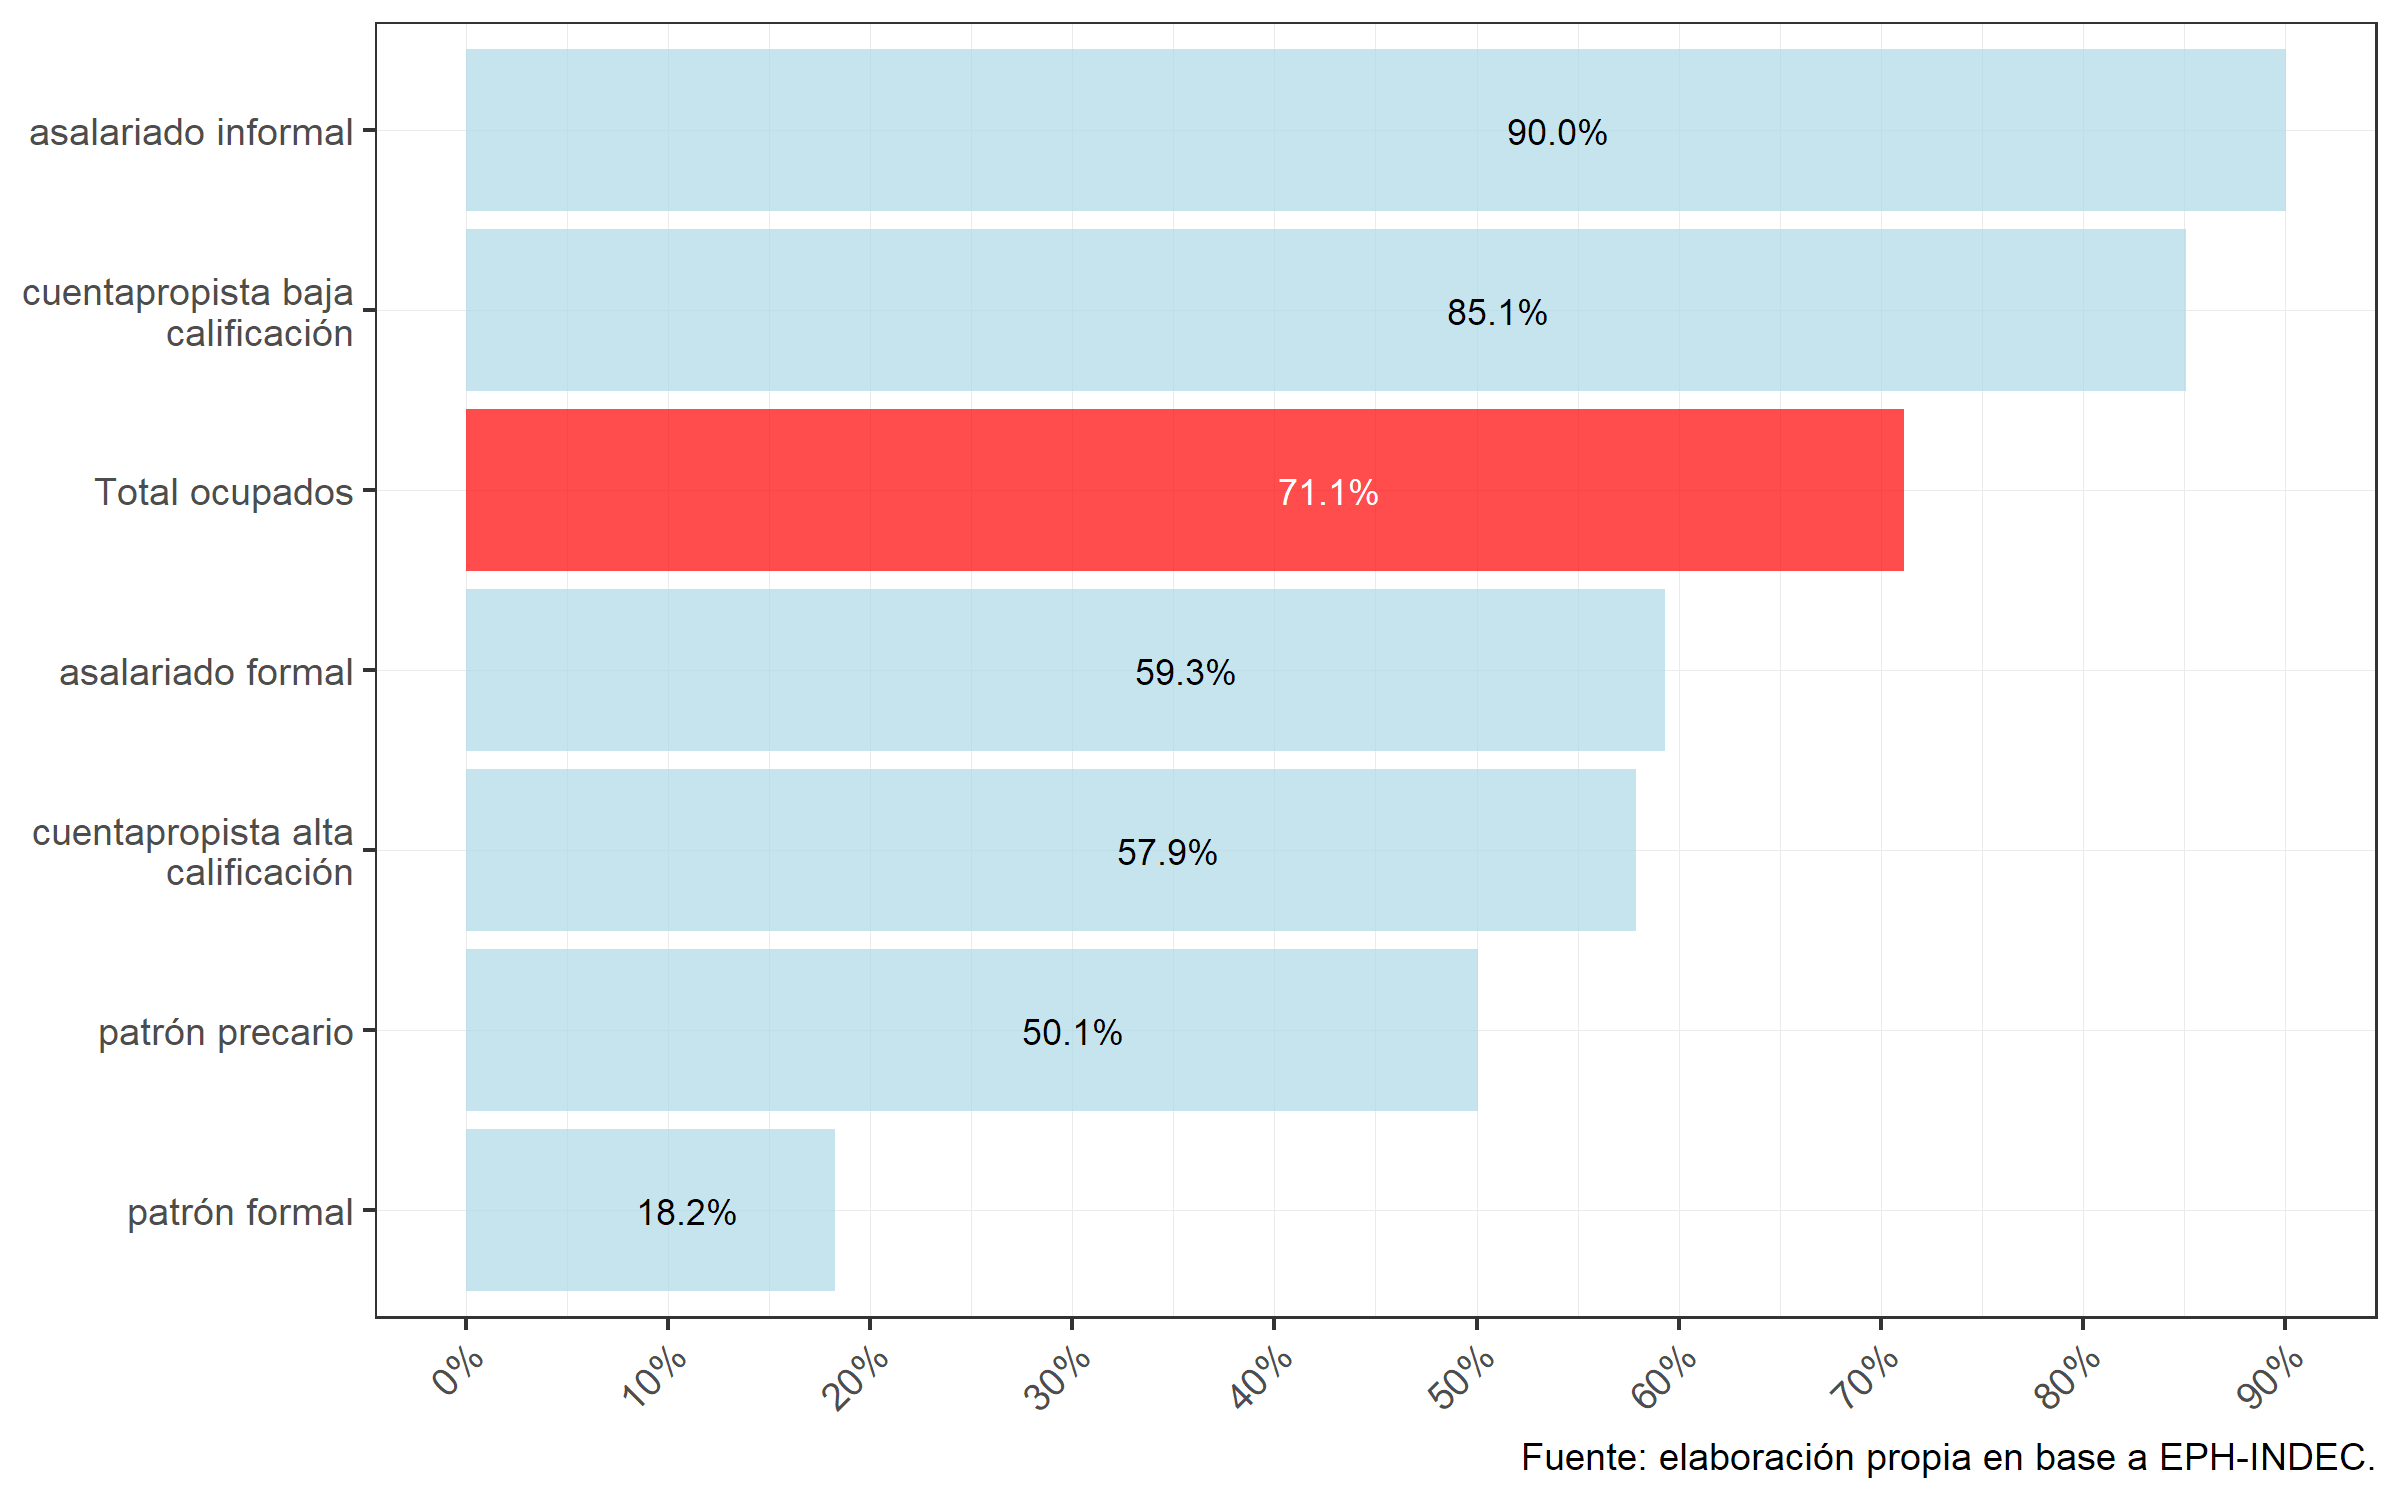 asalariado informal
90.0%
cuentapropista baja
calificación
85.1%
Total ocupados
71.1%
asalariado formal
59.3%
cuentapropista alta
calificación
57.9%
patrón precario
50.1%
patrón formal
18.2%
0%
10%
20%
30%
40%
50%
60%
70%
80%
90%
Fuente: elaboración propia en base a EPH-INDEC.